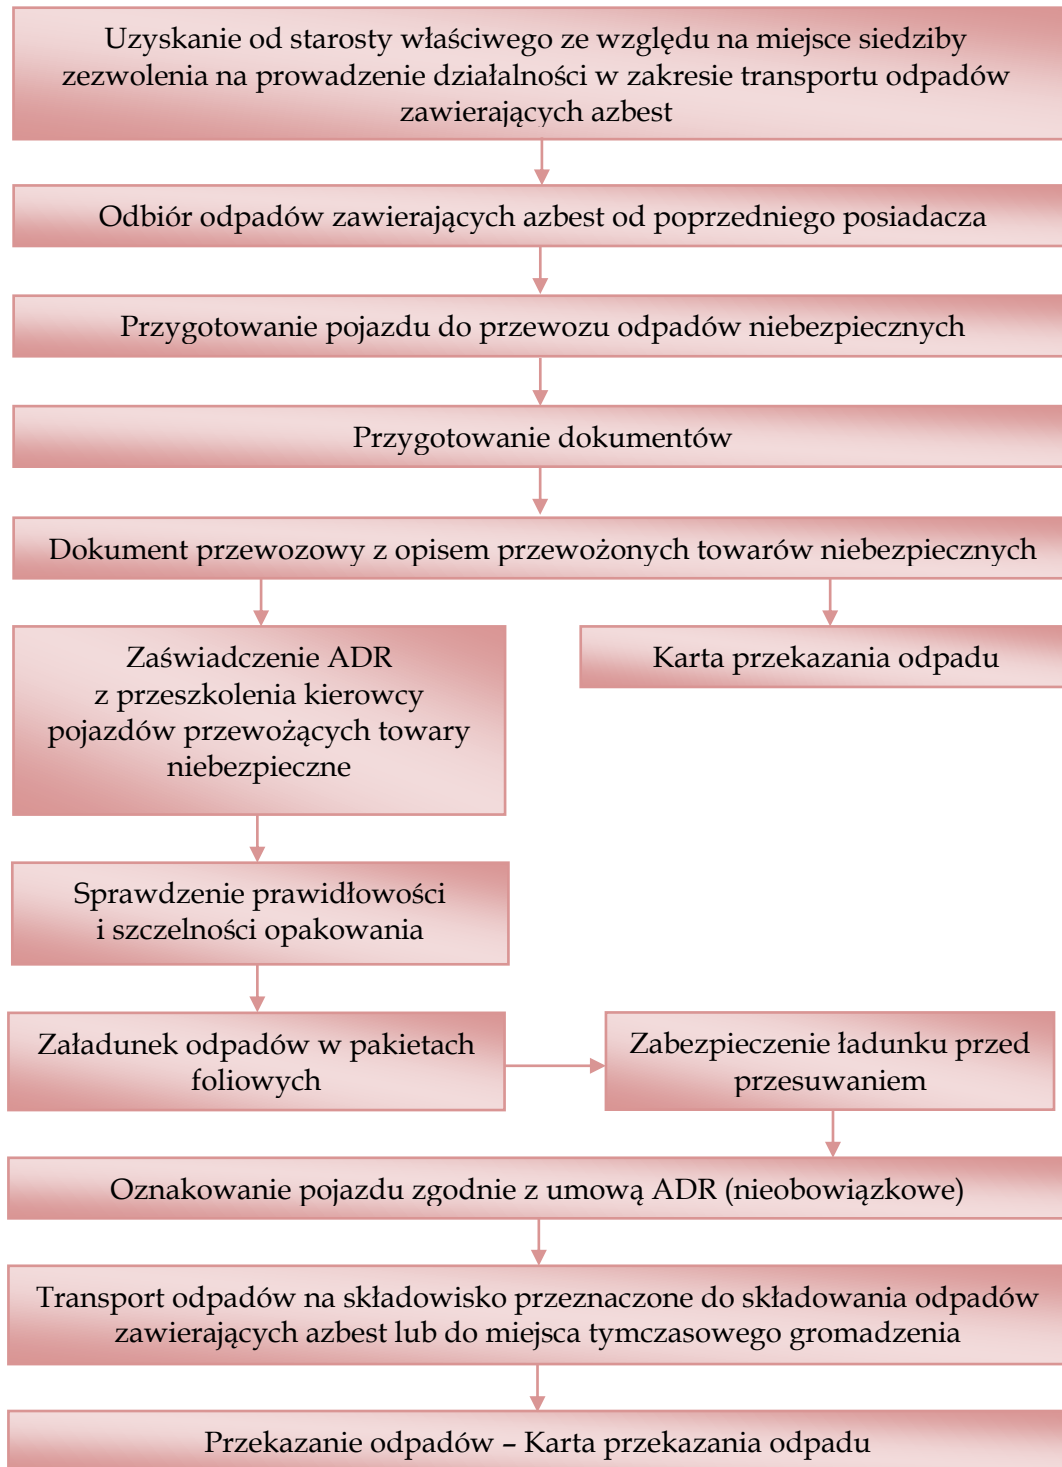 Uzyskanie od starosty właściwego ze względu na miejsce siedziby
zezwolenia na prowadzenie działalności w zakresie transportu odpadów
zawierających azbest
Odbiór odpadów zawierających azbest od poprzedniego posiadacza
Przygotowanie pojazdu do przewozu odpadów niebezpiecznych
Przygotowanie dokumentów
Dokument przewozowy z opisem przewożonych towarów niebezpiecznych
Zaświadczenie ADR
z przeszkolenia kierowcy
pojazdów przewożących towary
niebezpieczne
Karta przekazania odpadu
Sprawdzenie prawidłowości
i szczelności opakowania
Załadunek odpadów w pakietach
foliowych
Zabezpieczenie ładunku przed
przesuwaniem
Oznakowanie pojazdu zgodnie z umową ADR (nieobowiązkowe)
Transport odpadów na składowisko przeznaczone do składowania odpadów
zawierających azbest lub do miejsca tymczasowego gromadzenia
Przekazanie odpadów – Karta przekazania odpadu